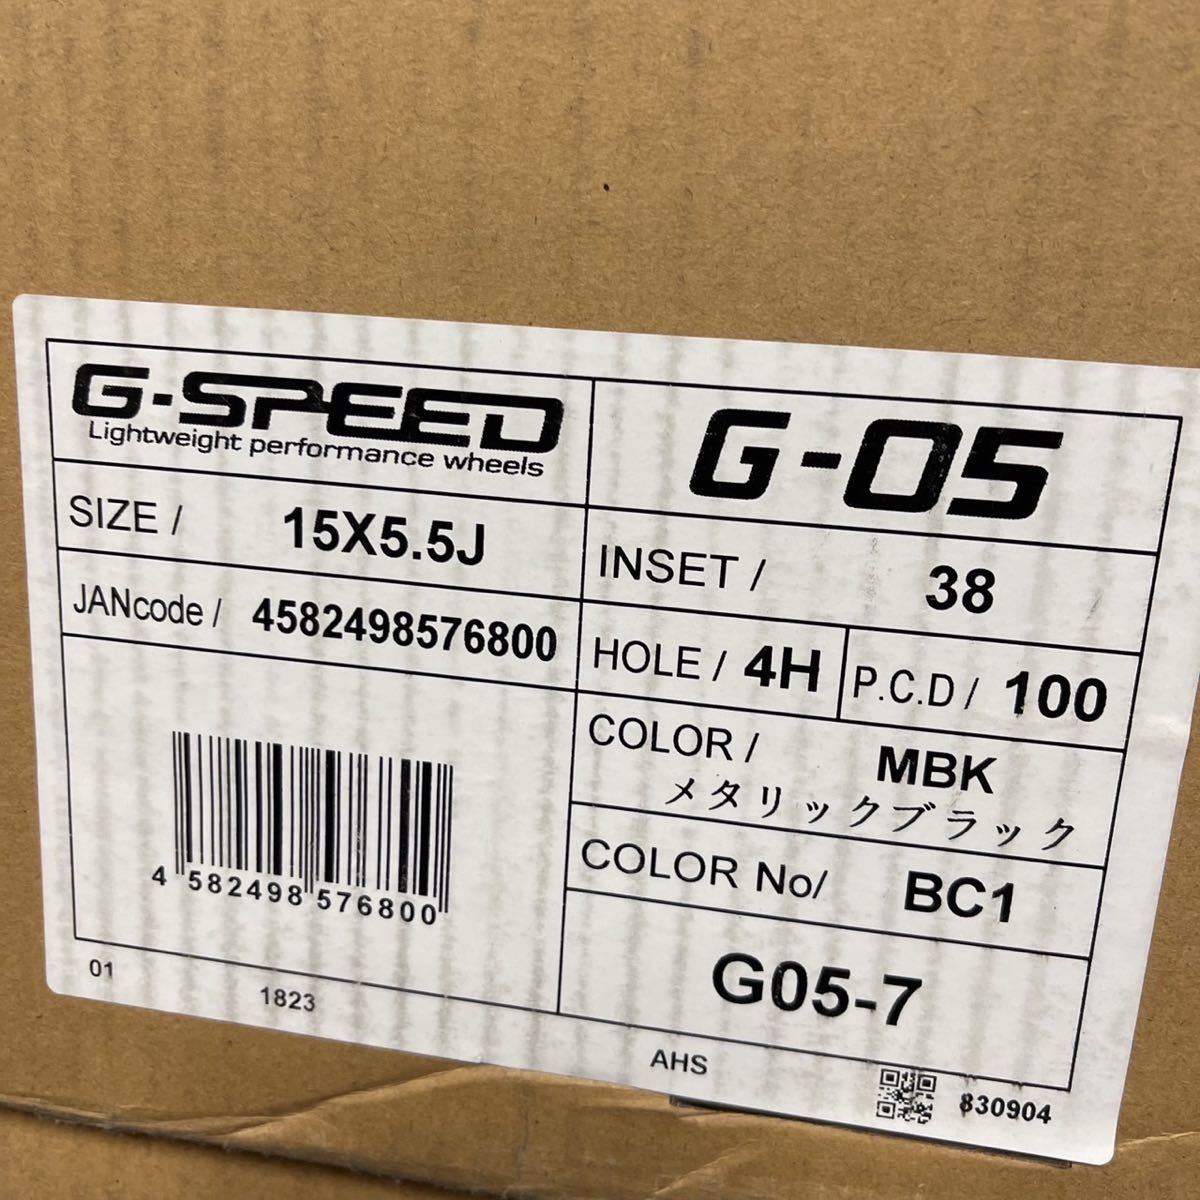 G-SPEED
Lightweight performance wheels
G-05
SIZE / 15X5.5J
INSET / 38
JANcode / 4582498576800
HOLE / 4H P.C.D / 100
COLOR / MBK
メタリックブラック
COLOR No/ BC1
4 582498 576800
G05-7
01
1823
AHS
830904